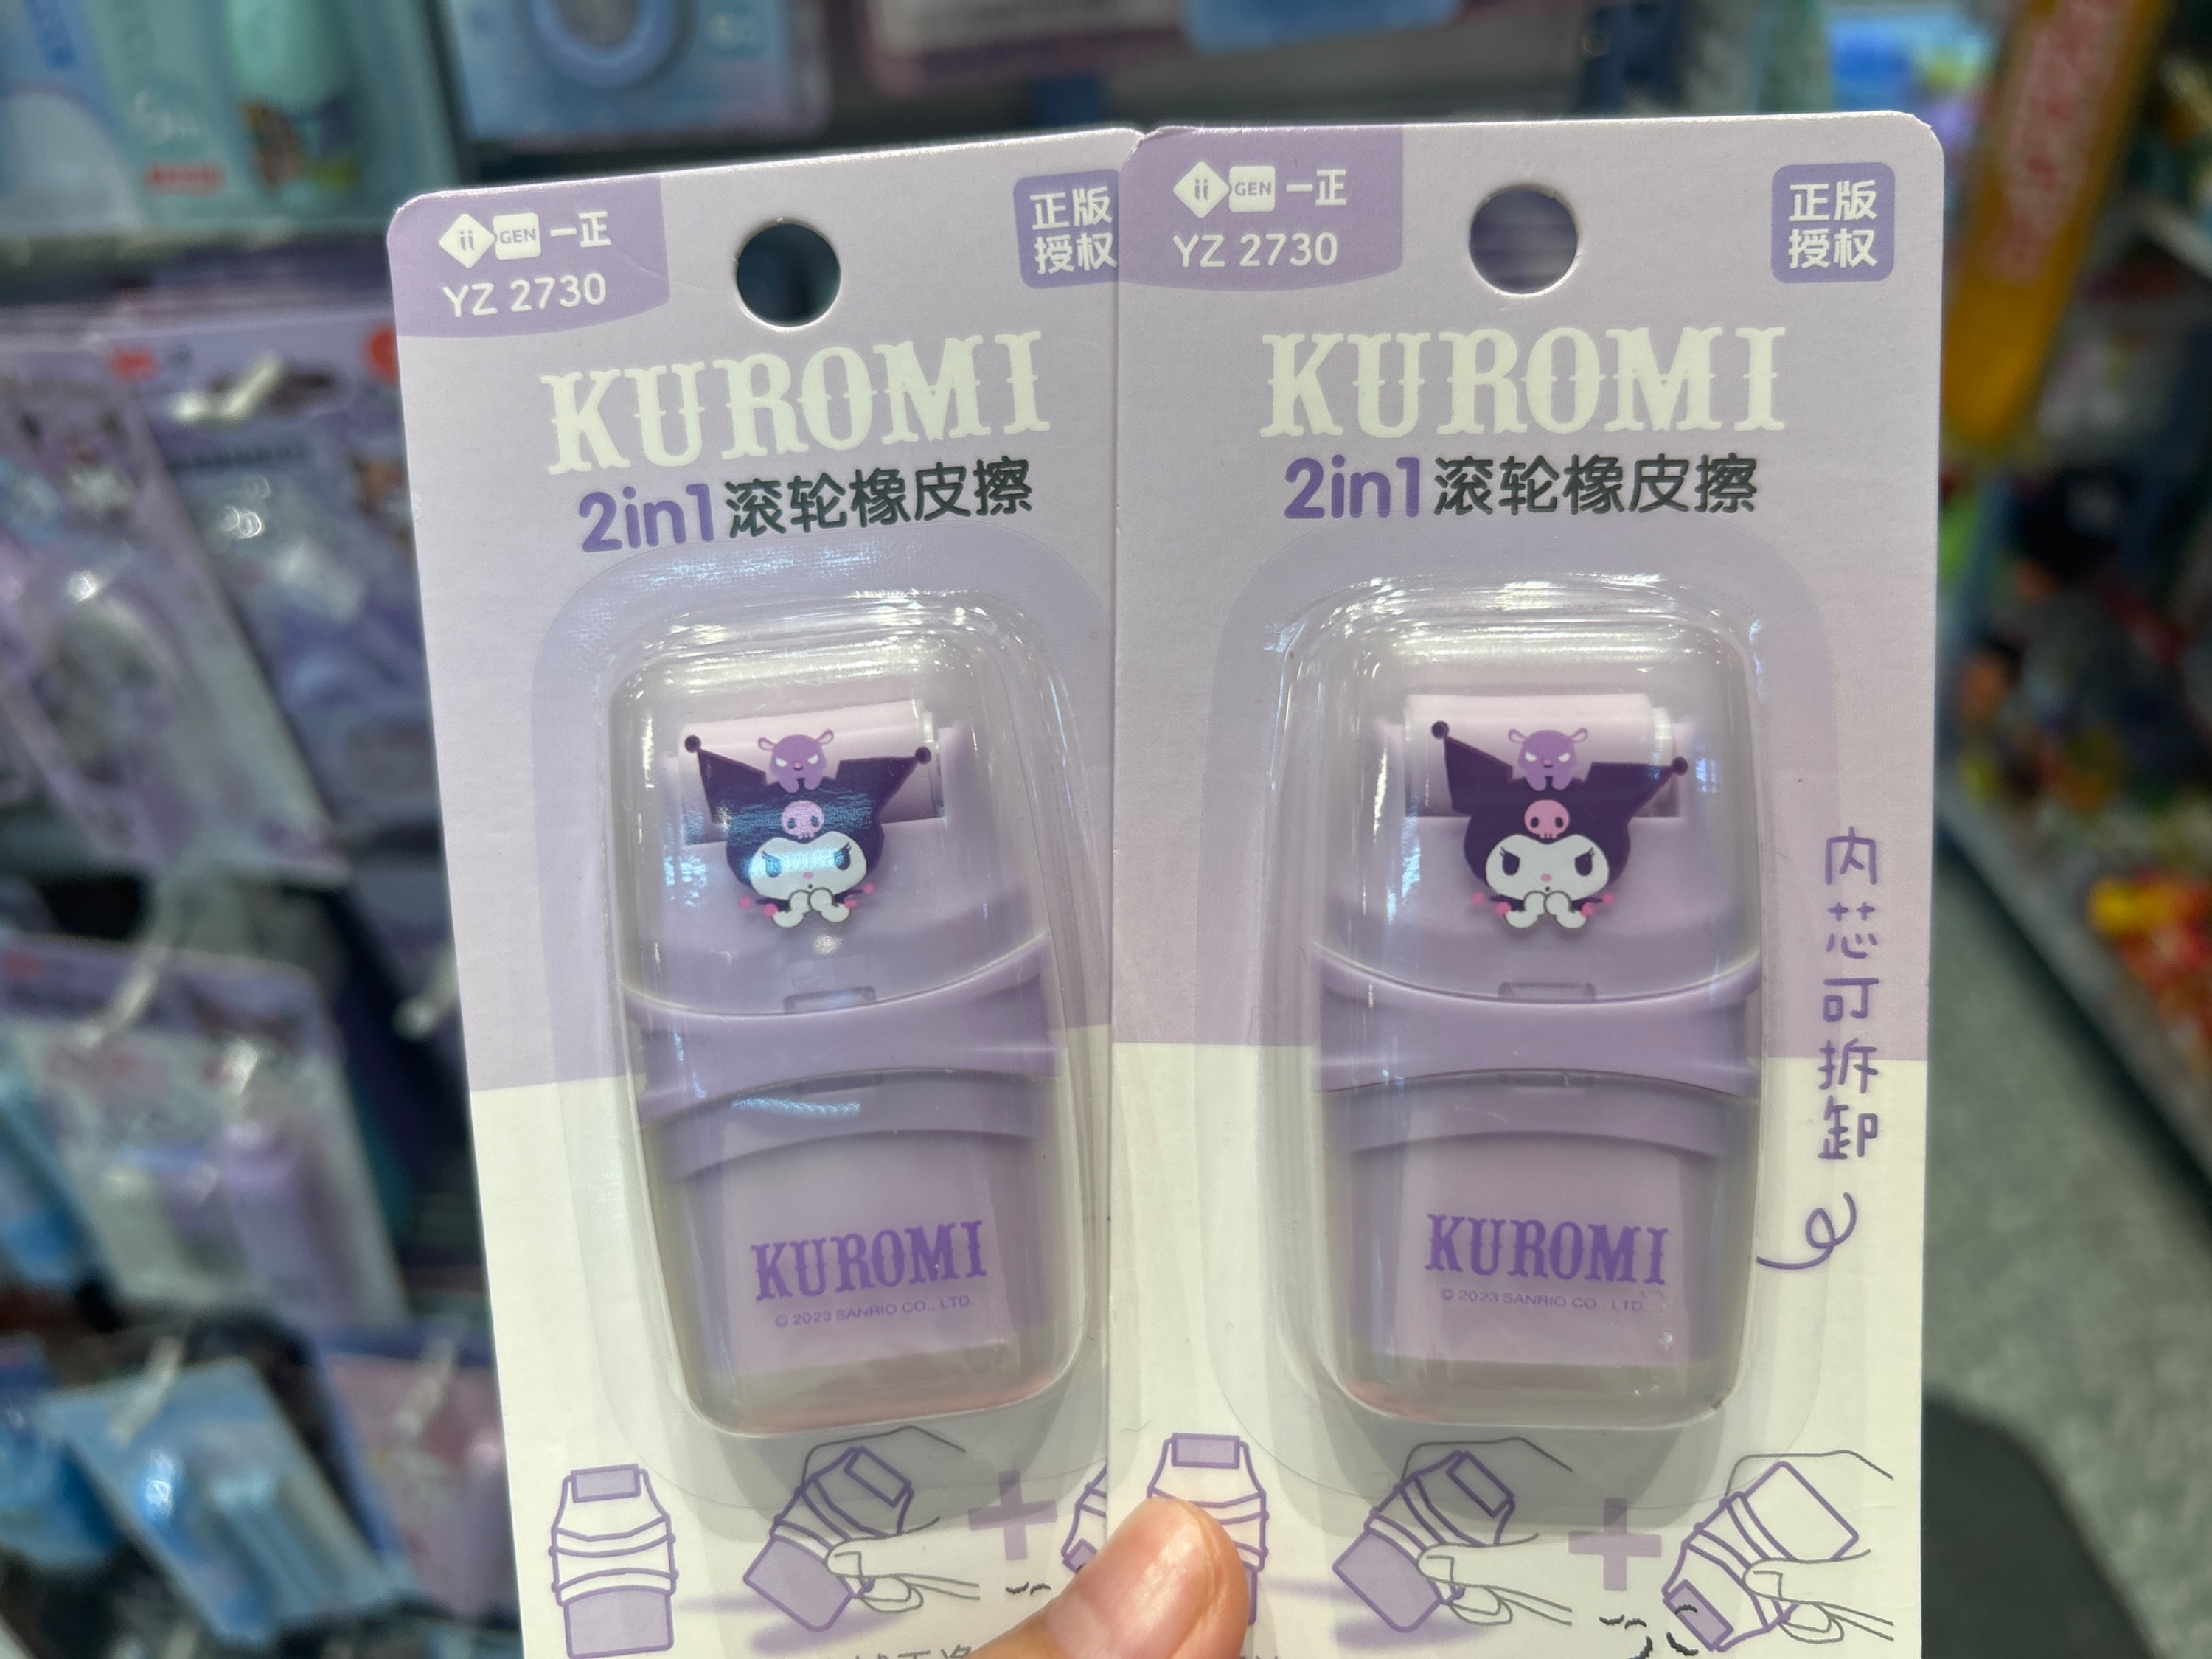 ii GEN 一正
YZ 2730
正版
授权
KUROMI
2in1滚轮橡皮擦
KUROMI
© 2023 SANRIO CO., LTD.
ii GEN 一正
YZ 2730
正版
授权
KUROMI
2in1滚轮橡皮擦
内芯可拆卸
KUROMI
© 2023 SANRIO CO., LTD